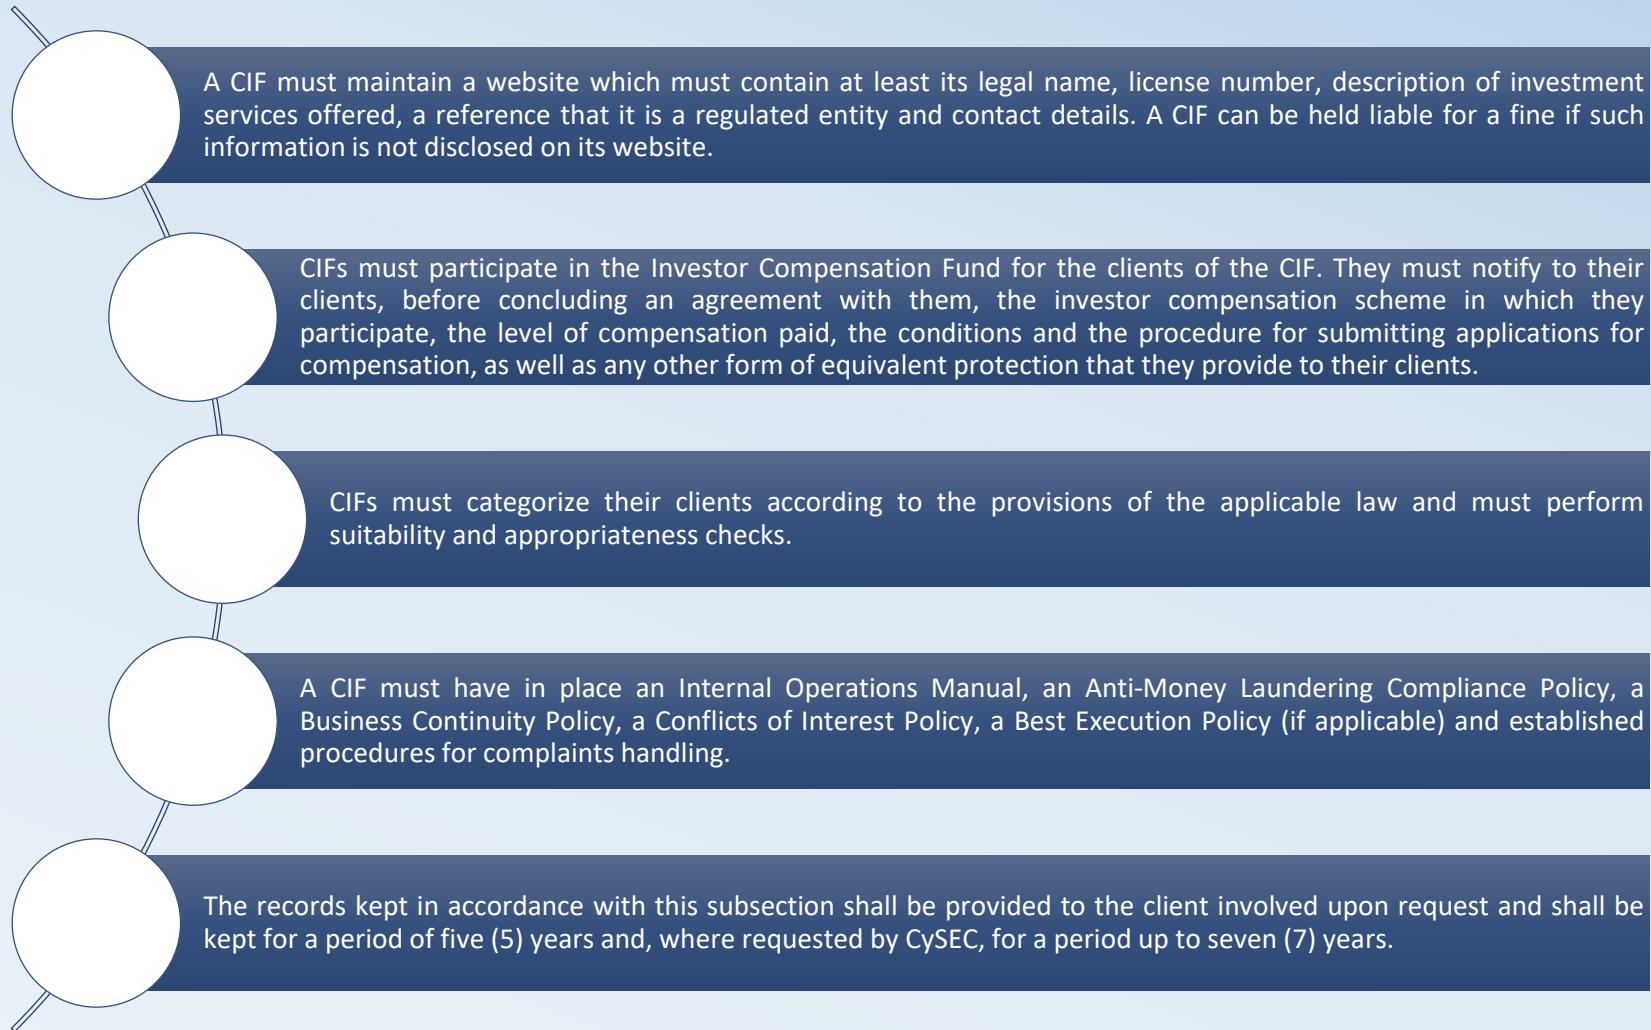 A CIF must maintain a website which must contain at least its legal name, license number, description of investment
services offered, a reference that it is a regulated entity and contact details. A CIF can be held liable for a fine if such
information is not disclosed on its website.
CIFs must participate in the Investor Compensation Fund for the clients of the CIF. They must notify to their
clients, before concluding an agreement with them, the investor compensation scheme in which they
participate, the level of compensation paid, the conditions and the procedure for submitting applications for
compensation, as well as any other form of equivalent protection that they provide to their clients.
CIFs must categorize their clients according to the provisions of the applicable law and must perform
suitability and appropriateness checks.
A CIF must have in place an Internal Operations Manual, an Anti-Money Laundering Compliance Policy, a
Business Continuity Policy, a Conflicts of Interest Policy, a Best Execution Policy (if applicable) and established
procedures for complaints handling.
The records kept in accordance with this subsection shall be provided to the client involved upon request and shall be
kept for a period of five (5) years and, where requested by CySEC, for a period up to seven (7) years.